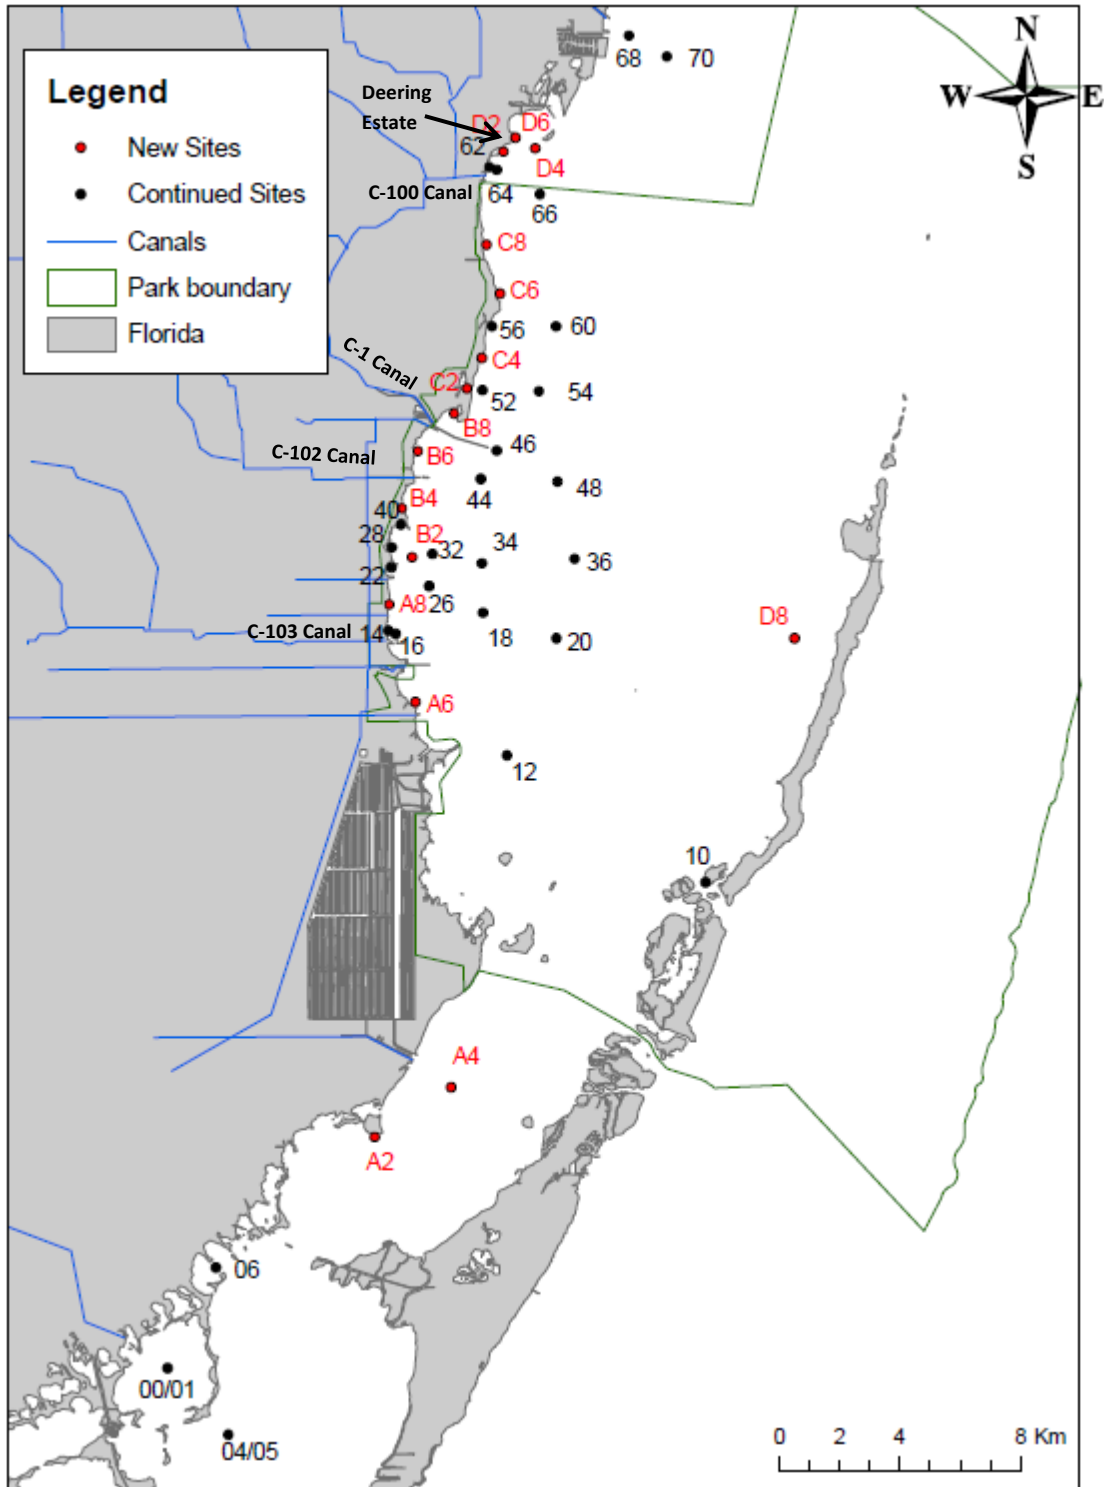 N
W E
S
68 70
Legend
New Sites
Continued Sites
Canals
Park boundary
Florida
Deering
Estate
D2 D6
62
D4
C-100 Canal
64
66
C8
C6
56 60
C-1 Canal
C4
C2
52 54
B8
46
C-102 Canal
B6
44 48
B4
40
28 B2 32 34
36
22
A8 26
D8
C-103 Canal 14 16 18 20
A6
12
10
A4
A2
06
00/01
04/05
0 2 4 8 Km